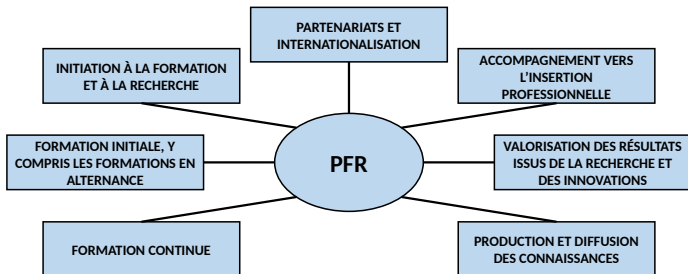 PARTENARIATS ET
INTERNATIONALISATION
INITIATION À LA FORMATION
ET À LA RECHERCHE
ACCOMPAGNEMENT VERS
L'INSERTION
PROFESSIONNELLE
FORMATION INITIALE, Y
COMPRIS LES FORMATIONS EN
ALTERNANCE
PFR
VALORISATION DES RÉSULTATS
ISSUS DE LA RECHERCHE ET
DES INNOVATIONS
FORMATION CONTINUE
PRODUCTION ET DIFFUSION
DES CONNAISSANCES